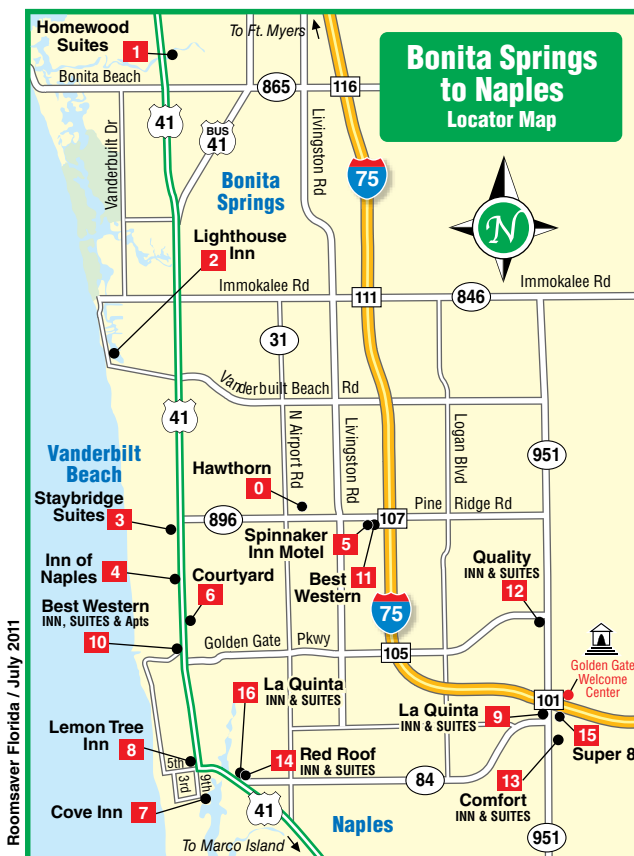 Homewood
Suites
1
To Ft. Myers
Bonita Springs
to Naples
Locator Map
Bonita Beach
865
116
41
BUS
41
Vanderbuilt Dr
Livingston Rd
75
Bonita
Springs
N
Lighthouse
Inn
2
Immokalee Rd
111
846
Immokalee Rd
31
Vanderbuilt Beach Rd
41
N Airport Rd
Livingston Rd
Logan Blvd
951
Vanderbilt
Beach
Hawthorn
0
Staybridge
Suites
3
896
Pine Ridge Rd
107
Spinnaker
Inn Motel
5
Inn of
Naples
4
Courtyard
6
Best
Western
11
Quality
INN & SUITES
12
75
Best Western
INN, SUITES & Apts
10
Golden Gate Pkwy
105
Golden Gate
Welcome
Center
101
16
La Quinta
INN & SUITES
La Quinta
INN & SUITES
9
15
Super 8
Lemon Tree
Inn
8
5th
3rd
9th
14
Red Roof
INN & SUITES
84
13
Comfort
INN & SUITES
Cove Inn
7
41
Naples
951
To Marco Island
Roomsaver Florida / July 2011